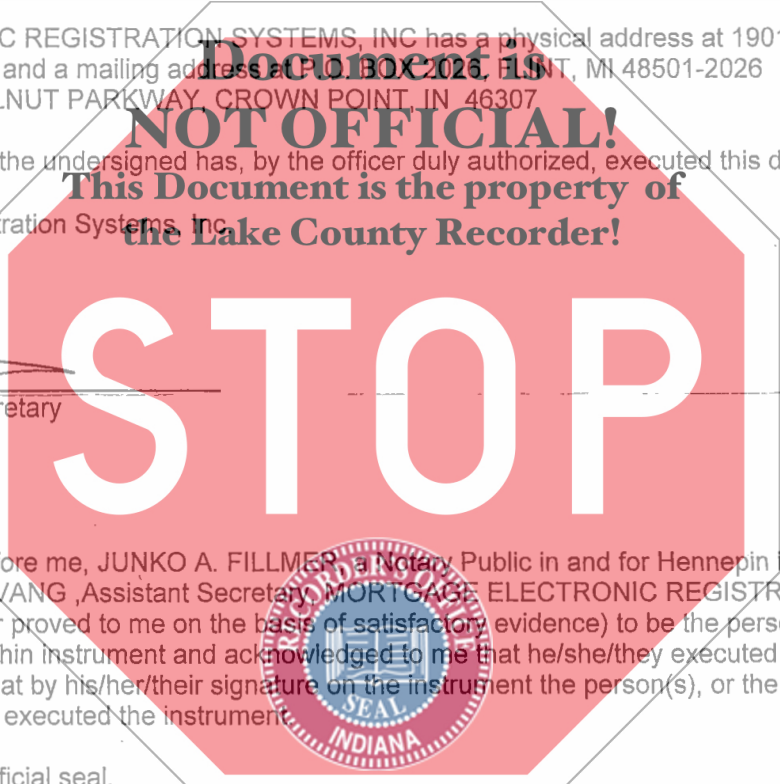 C REGISTRATION SYSTEMS, INC has a physical address at 1901
Document is
and a mailing address at P.O. BOX 2026, FLINT, MI 48501-2026
LNUT PARKWAY, CROWN POINT, IN 46307
NOT OFFICIAL!
the undersigned has, by the officer duly authorized, executed this d
This Document is the property of
tration Systems, Inc.
the Lake County Recorder!
STOP
retary
ore me, JUNKO A. FILLMER, a Notary Public in and for Hennepin i
VANG ,Assistant Secretary, MORTGAGE ELECTRONIC REGISTR
r proved to me on the basis of satisfactory evidence) to be the pers
hin instrument and acknowledged to me that he/she/they executed
at by his/her/their signature on the instrument the person(s), or the
executed the instrument.
RECORDER'S OFFICE
SEAL
INDIANA
ficial seal.